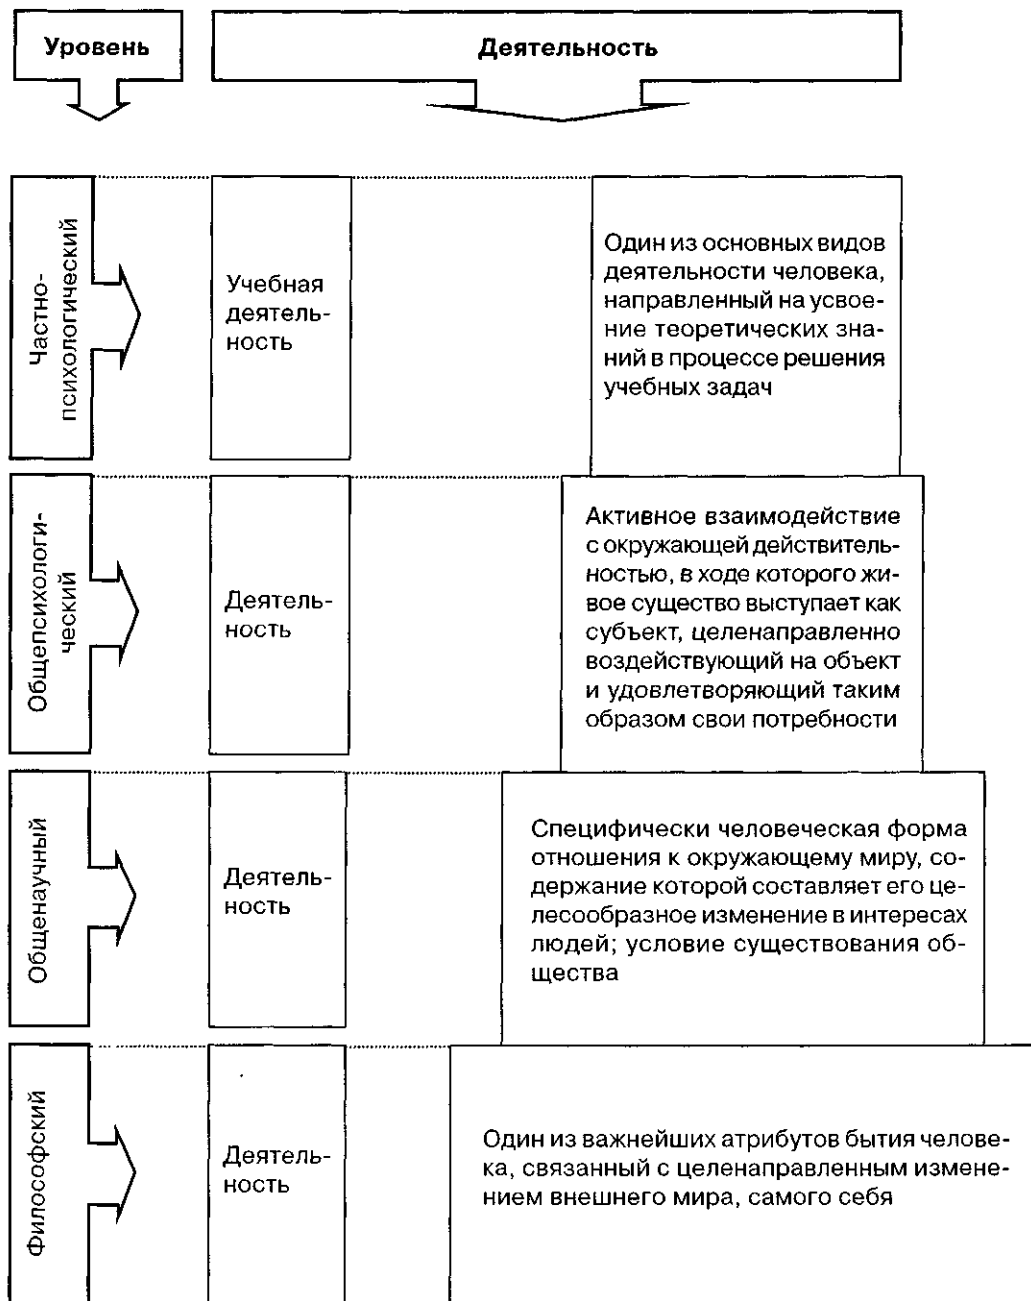 Уровень
Деятельность
Частно-
психологический
Учебная
деятель-
ность
Один из основных видов
деятельности человека,
направленный на усвое-
ние теоретических зна-
ний в процессе решения
учебных задач
Общепсихологи-
ческий
Деятель-
ность
Активное взаимодействие
с окружающей действитель-
ностью, в ходе которого жи-
вое существо выступает как
субъект, целенаправленно
воздействующий на объект
и удовлетворяющий таким
образом свои потребности
Общенаучный
Деятель-
ность
Специфически человеческая форма
отношения к окружающему миру, со-
держание которой составляет его це-
лесообразное изменение в интересах
людей; условие существования об-
щества
Философский
Деятель-
ность
Один из важнейших атрибутов бытия челове-
ка, связанный с целенаправленным измене-
нием внешнего мира, самого себя